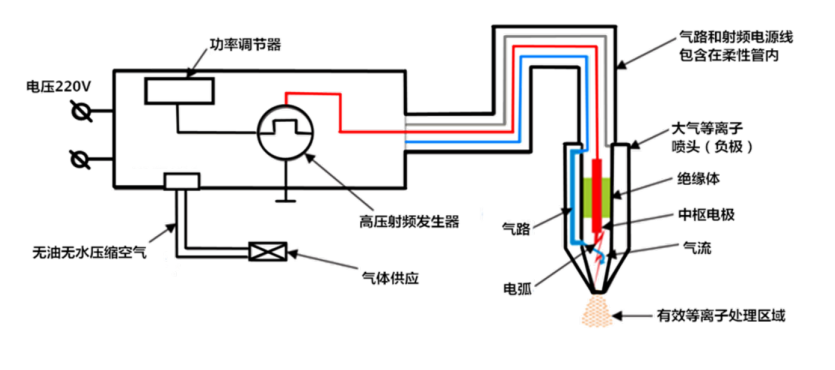 功率调节器
电压220V
气路和射频电源线
包含在柔性管内
大气等离子
喷头（负极）
绝缘体
中枢电极
高压射频发生器
气路
气流
无油无水压缩空气
气体供应
电弧
有效等离子处理区域